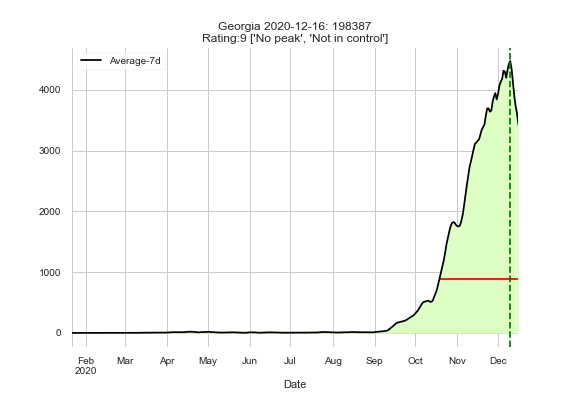 Georgia 2020-12-16: 198387
Rating:9 ['No peak', 'Not in control']
Average-7d
4000
3000
2000
1000
0
Feb Mar Apr May Jun Jul Aug Sep Oct Nov Dec
2020
Date